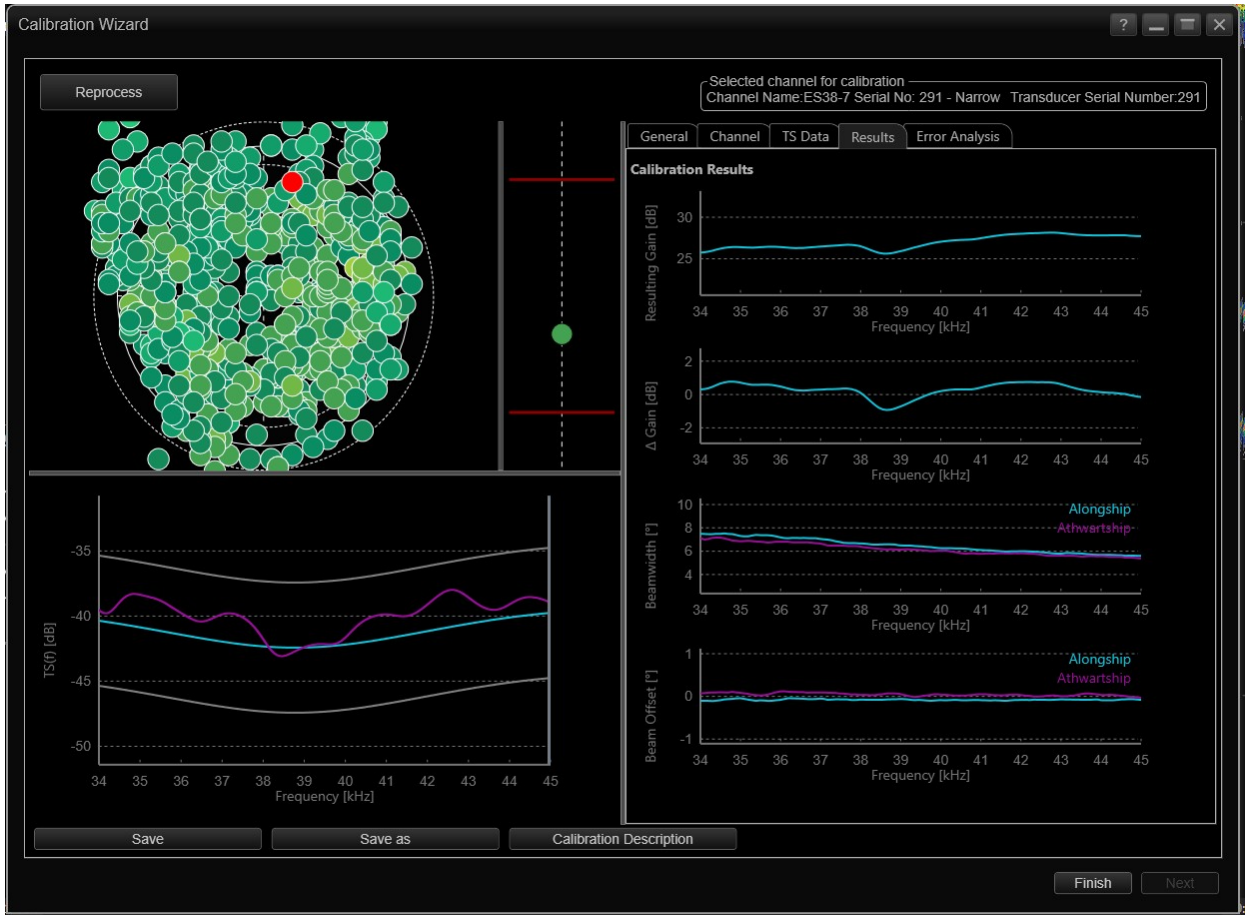 Calibration Wizard
?
Reprocess
Selected channel for calibration
Channel Name:ES38-7 Serial No: 291 - Narrow Transducer Serial Number:291
General Channel TS Data Results Error Analysis
Calibration Results
Resulting Gain [dB]
30
25
34 35 36 37 38 39 40 41 42 43 44 45
Frequency [kHz]
Δ Gain [dB]
2
0
-2
34 35 36 37 38 39 40 41 42 43 44 45
Frequency [kHz]
Beamwidth [°]
10
8
6
4
Alongship
Athwartship
34 35 36 37 38 39 40 41 42 43 44 45
Frequency [kHz]
Beam Offset [°]
1
0
-1
Alongship
Athwartship
34 35 36 37 38 39 40 41 42 43 44 45
Frequency [kHz]
TS(f) [dB]
-35
-40
-45
-50
34 35 36 37 38 39 40 41 42 43 44 45
Frequency [kHz]
Save Save as Calibration Description
Finish Next